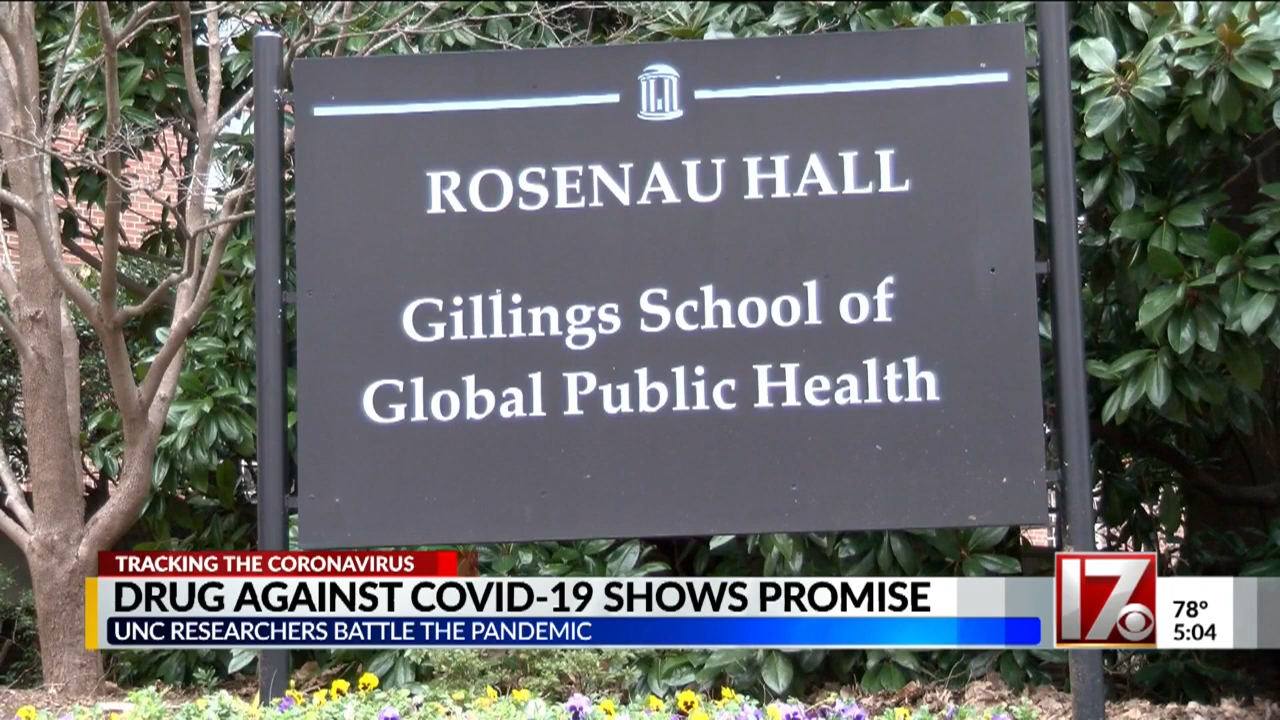 ROSENAU HALL
Gillings School of
Global Public Health
TRACKING THE CORONAVIRUS
DRUG AGAINST COVID-19 SHOWS PROMISE
UNC RESEARCHERS BATTLE THE PANDEMIC
17
78°
5:04